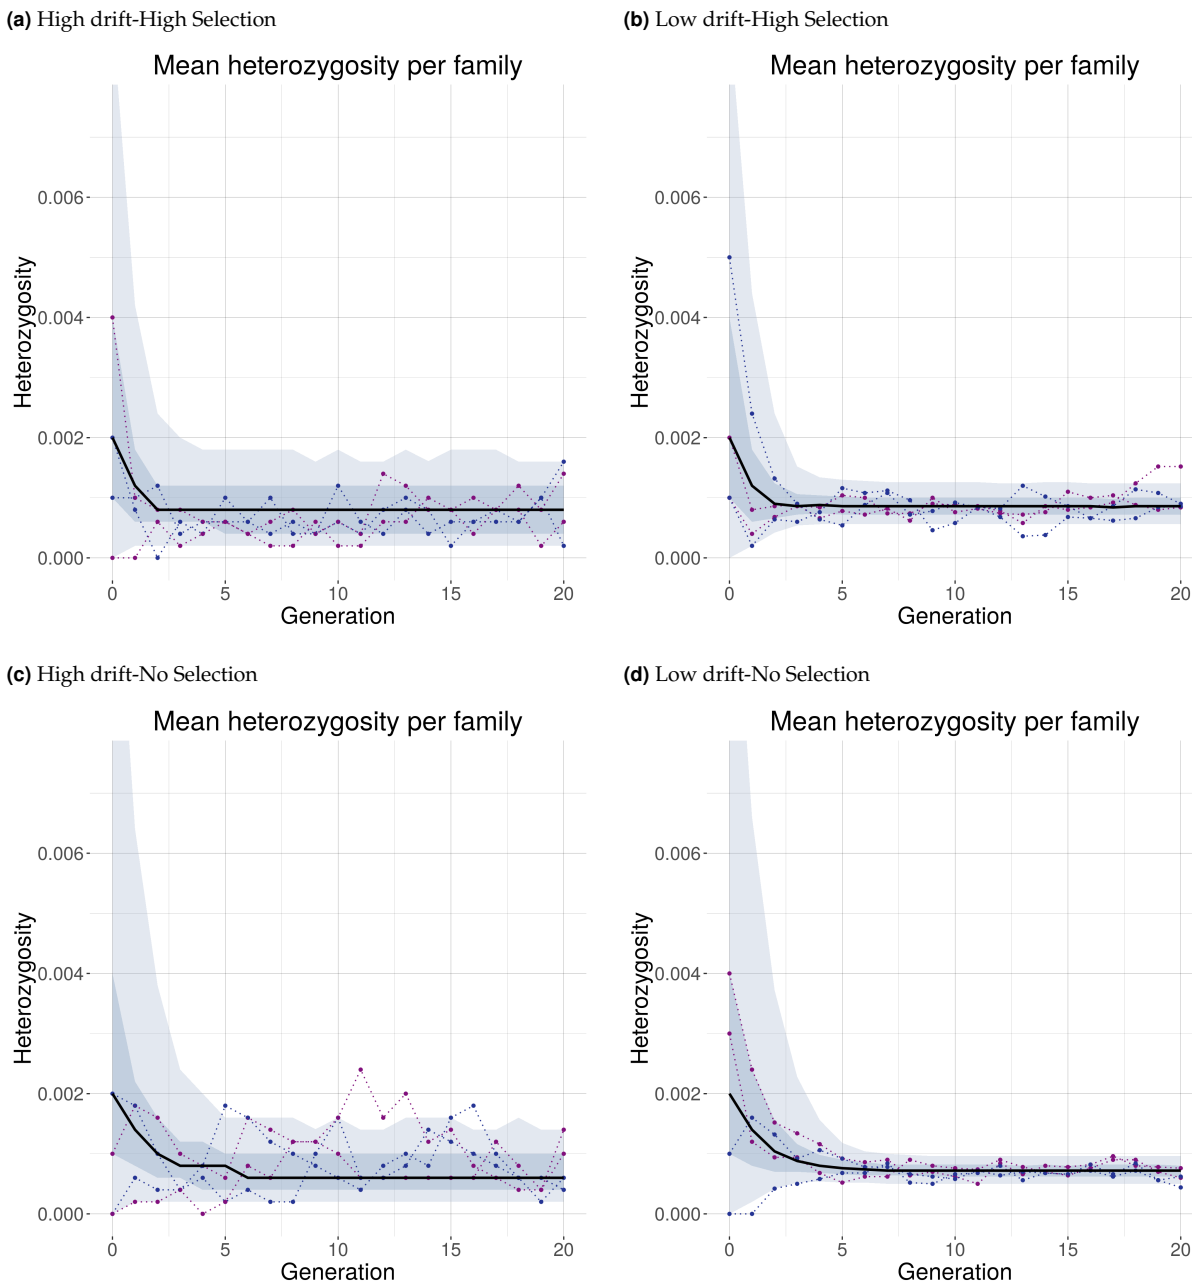 (a) High drift-High Selection
Mean heterozygosity per family
Heterozygosity
0.006
0.004
0.002
0.000
0 5 10 15 20
Generation
(b) Low drift-High Selection
Mean heterozygosity per family
Heterozygosity
0.006
0.004
0.002
0.000
0 5 10 15 20
Generation
(c) High drift-No Selection
Mean heterozygosity per family
Heterozygosity
0.006
0.004
0.002
0.000
0 5 10 15 20
Generation
(d) Low drift-No Selection
Mean heterozygosity per family
Heterozygosity
0.006
0.004
0.002
0.000
0 5 10 15 20
Generation